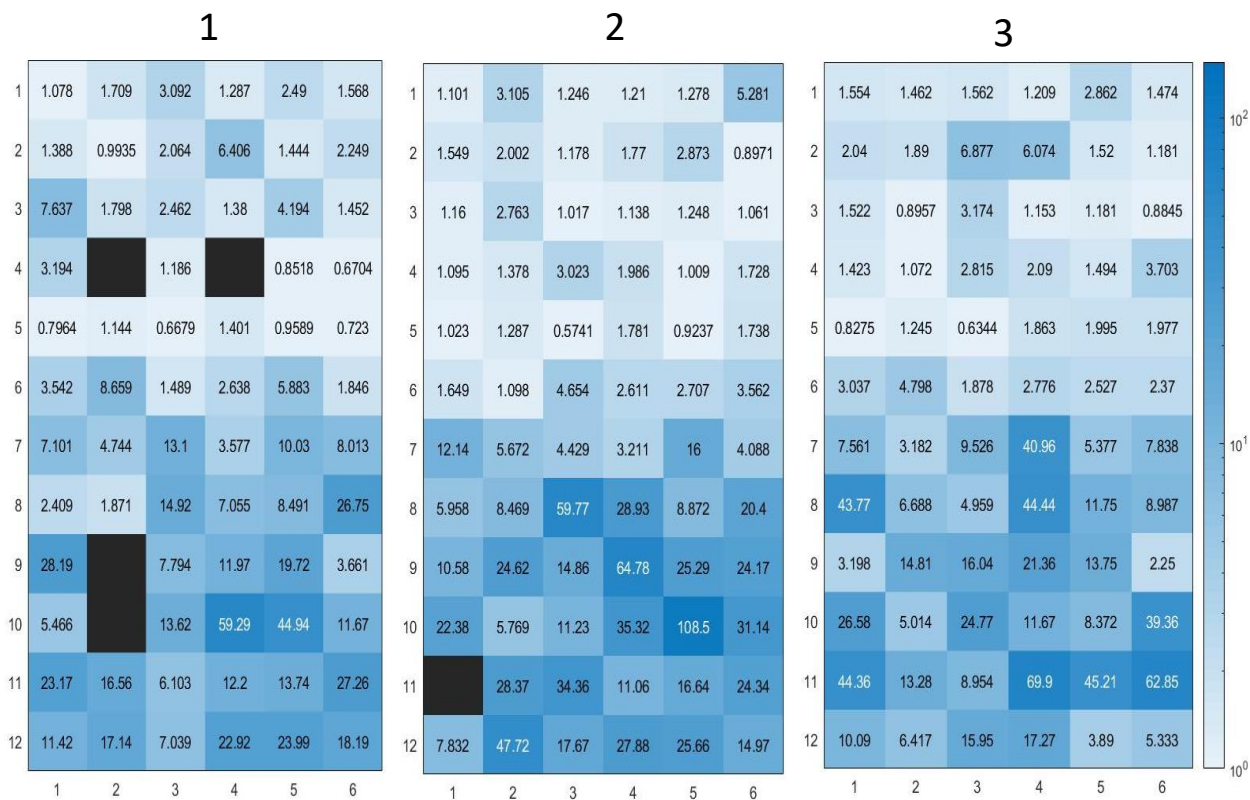 1 2 3
1 1.078 1.709 3.092 1.287 2.49 1.568
2 1.388 0.9935 2.064 6.406 1.444 2.249
3 7.637 1.798 2.462 1.38 4.194 1.452
4 3.194 1.186 0.8518 0.6704
5 0.7964 1.144 0.6679 1.401 0.9589 0.723
6 3.542 8.659 1.489 2.638 5.883 1.846
7 7.101 4.744 13.1 3.577 10.03 8.013
8 2.409 1.871 14.92 7.055 8.491 26.75
9 28.19 7.794 11.97 19.72 3.661
10 5.466 13.62 59.29 44.94 11.67
11 23.17 16.56 6.103 12.2 13.74 27.26
12 11.42 17.14 7.039 22.92 23.99 18.19
1 2 3 4 5 6
1 1.101 3.105 1.246 1.21 1.278 5.281
2 1.549 2.002 1.178 1.77 2.873 0.8971
3 1.16 2.763 1.017 1.138 1.248 1.061
4 1.095 1.378 3.023 1.986 1.009 1.728
5 1.023 1.287 0.5741 1.781 0.9237 1.738
6 1.649 1.098 4.654 2.611 2.707 3.562
7 12.14 5.672 4.429 3.211 16 4.088
8 5.958 8.469 59.77 28.93 8.872 20.4
9 10.58 24.62 14.86 64.78 25.29 24.17
10 22.38 5.769 11.23 35.32 108.5 31.14
11 28.37 34.36 11.06 16.64 24.34
12 7.832 47.72 17.67 27.88 25.66 14.97
1 2 3 4 5 6
1 1.554 1.462 1.562 1.209 2.862 1.474
2 2.04 1.89 6.877 6.074 1.52 1.181
3 1.522 0.8957 3.174 1.153 1.181 0.8845
4 1.423 1.072 2.815 2.09 1.494 3.703
5 0.8275 1.245 0.6344 1.863 1.995 1.977
6 3.037 4.798 1.878 2.776 2.527 2.37
7 7.561 3.182 9.526 40.96 5.377 7.838
8 43.77 6.688 4.959 44.44 11.75 8.987
9 3.198 14.81 16.04 21.36 13.75 2.25
10 26.58 5.014 24.77 11.67 8.372 39.36
11 44.36 13.28 8.954 69.9 45.21 62.85
12 10.09 6.417 15.95 17.27 3.89 5.333
1 2 3 4 5 6
10²
10¹
10⁰